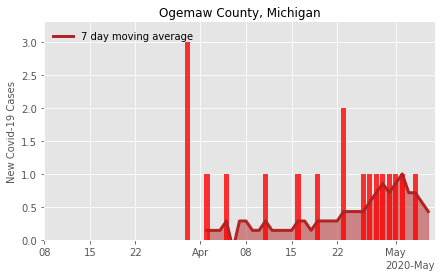 Ogemaw County, Michigan
7 day moving average
New Covid-19 Cases
3.0
2.5
2.0
1.5
1.0
0.5
0.0
08 15 22 Apr 08 15 22 May
2020-May